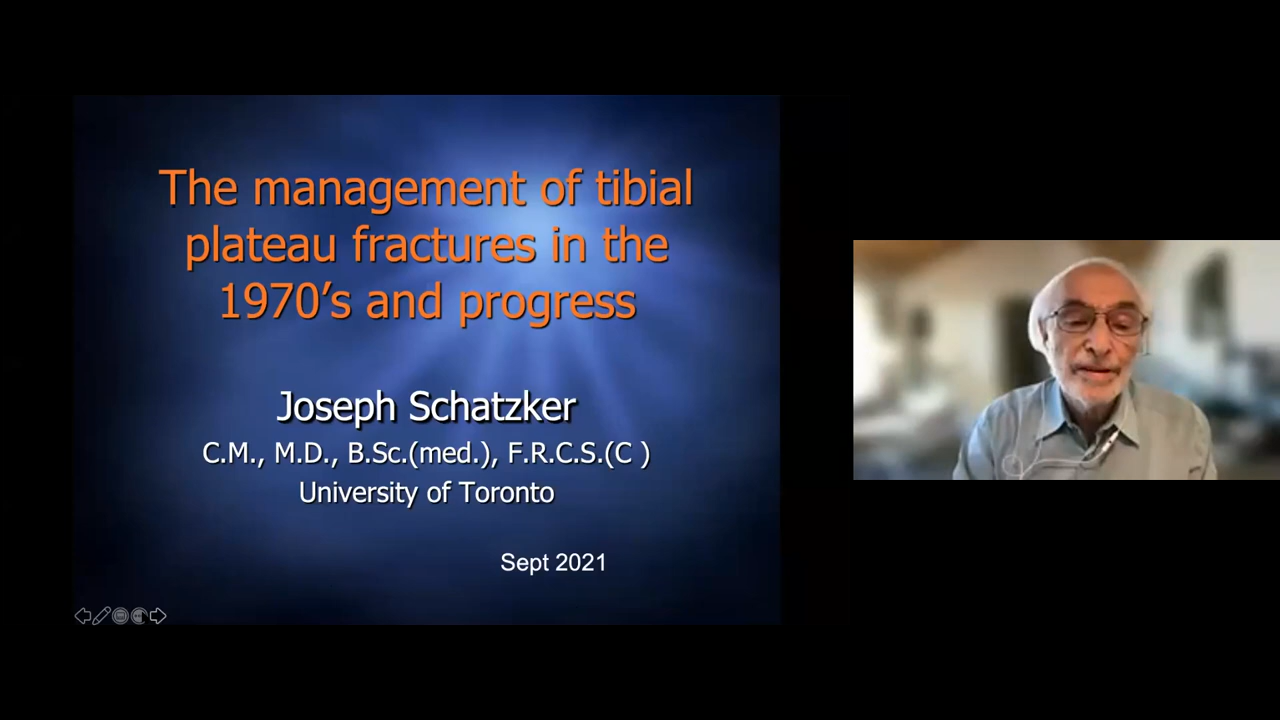 The management of tibial
plateau fractures in the
1970’s and progress
Joseph Schatzker
C.M., M.D., B.Sc.(med.), F.R.C.S.(C )
University of Toronto
Sept 2021